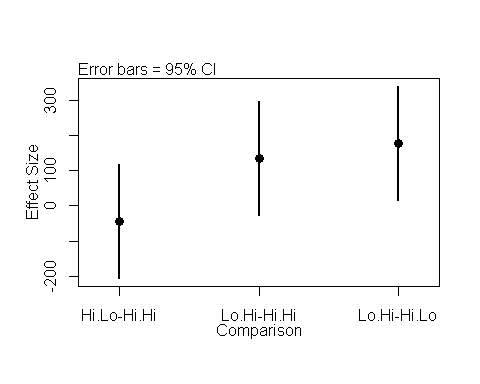 Error bars = 95% CI
Effect Size
300
100
0
-200
Hi.Lo-Hi.Hi Lo.Hi-Hi.Hi Lo.Hi-Hi.Lo
Comparison